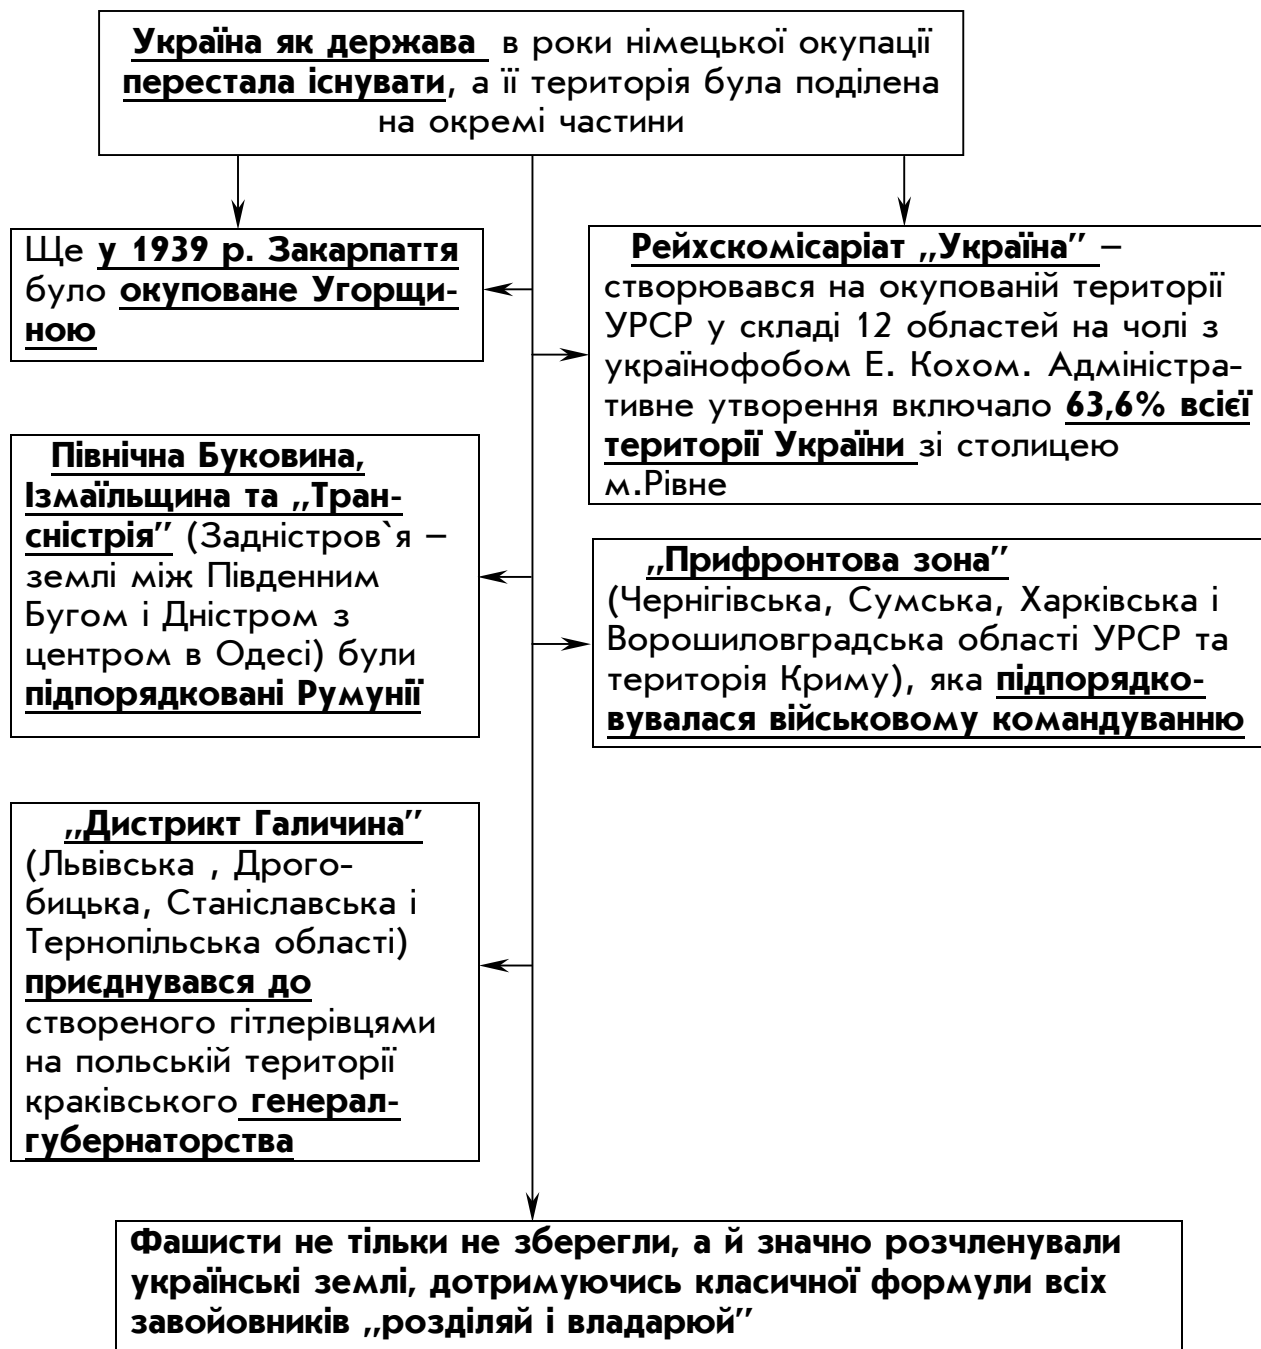 Україна як держава в роки німецької окупації
перестала існувати, а її територія була поділена
на окремі частини
Ще у 1939 р. Закарпаття
було окуповане Угорщи-
ною
Рейхскомісаріат ,,Україна” –
створювався на окупованій території
УРСР у складі 12 областей на чолі з
українофобом Е. Кохом. Адміністра-
тивне утворення включало 63,6% всієї
території України зі столицею
м.Рівне
Північна Буковина,
Ізмаїльщина та ,,Тран-
сністрія” (Задністров`я –
землі між Південним
Бугом і Дністром з
центром в Одесі) були
підпорядковані Румунії
,,Прифронтова зона”
(Чернігівська, Сумська, Харківська і
Ворошиловградська області УРСР та
територія Криму), яка підпорядко-
вувалася військовому командуванню
,,Дистрикт Галичина”
(Львівська , Дрого-
бицька, Станіславська і
Тернопільська області)
приєднувався до
створеного гітлерівцями
на польській території
краківського генерал-
губернаторства
Фашисти не тільки не зберегли, а й значно розчленували
українські землі, дотримуючись класичної формули всіх
завойовників ,,розділяй і владарюй”